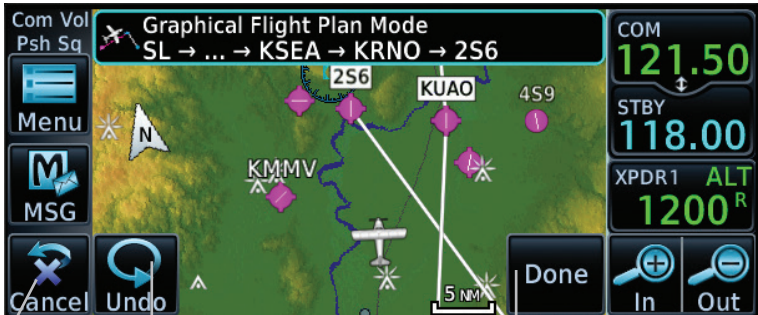 Com Vol
Psh Sq
Graphical Flight Plan Mode
SL → ... → KSEA → KRNO → 2S6
COM
121.50
STBY
118.00
XPDR1 ALT
1200 R
Menu
MSG
Cancel
Undo
N
2S6
KUAO
4S9
KMMV
5 NM
Done
In
Out